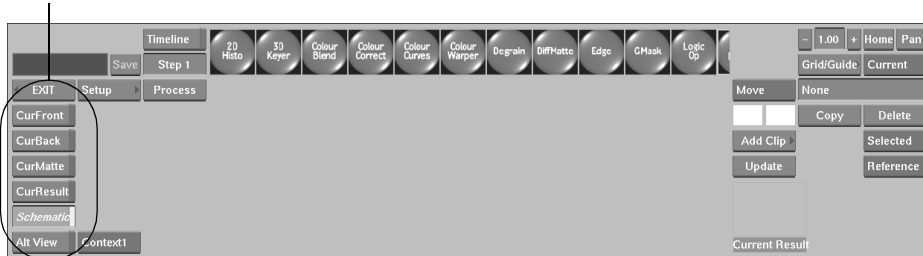 Timeline
2D Histo
3D Keyer
Colour Blend
Colour Correct
Colour Curves
Colour Warper
Degrain
DiffMatte
Edge
GMask
Logic Op
- 1.00 + Home Pan
Save
Step 1
Grid/Guide Current
EXIT Setup Process
Move None
CurFront
Copy Delete
CurBack
Add Clip Selected
CurMatte
Update Reference
CurResult
Schematic
Alt View Context1
Current Result